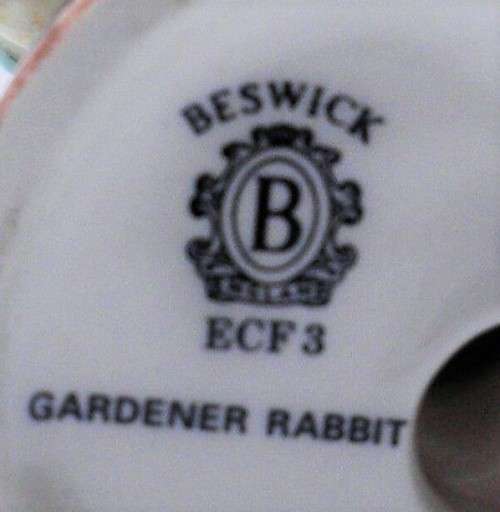 BESWICK
B
ECF 3
GARDENER RABBIT